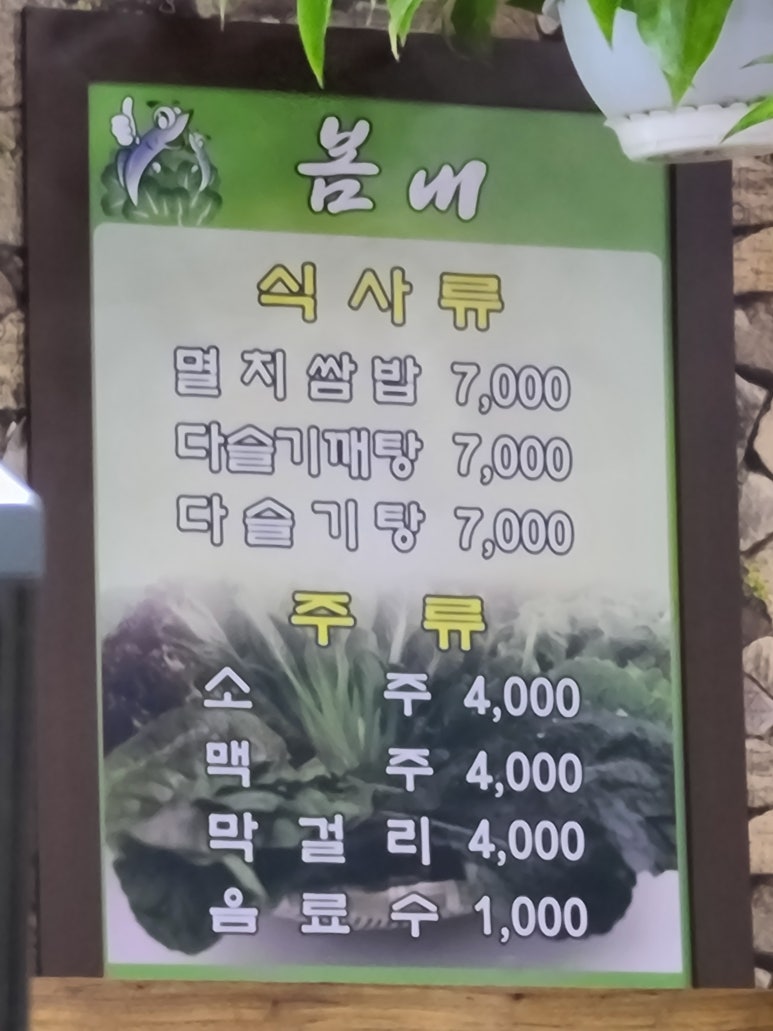 봄내
식사류
멸치쌈밥 7,000
다슬기깨탕 7,000
다슬기탕 7,000
주류
소주 4,000
맥주 4,000
막걸리 4,000
음료수 1,000